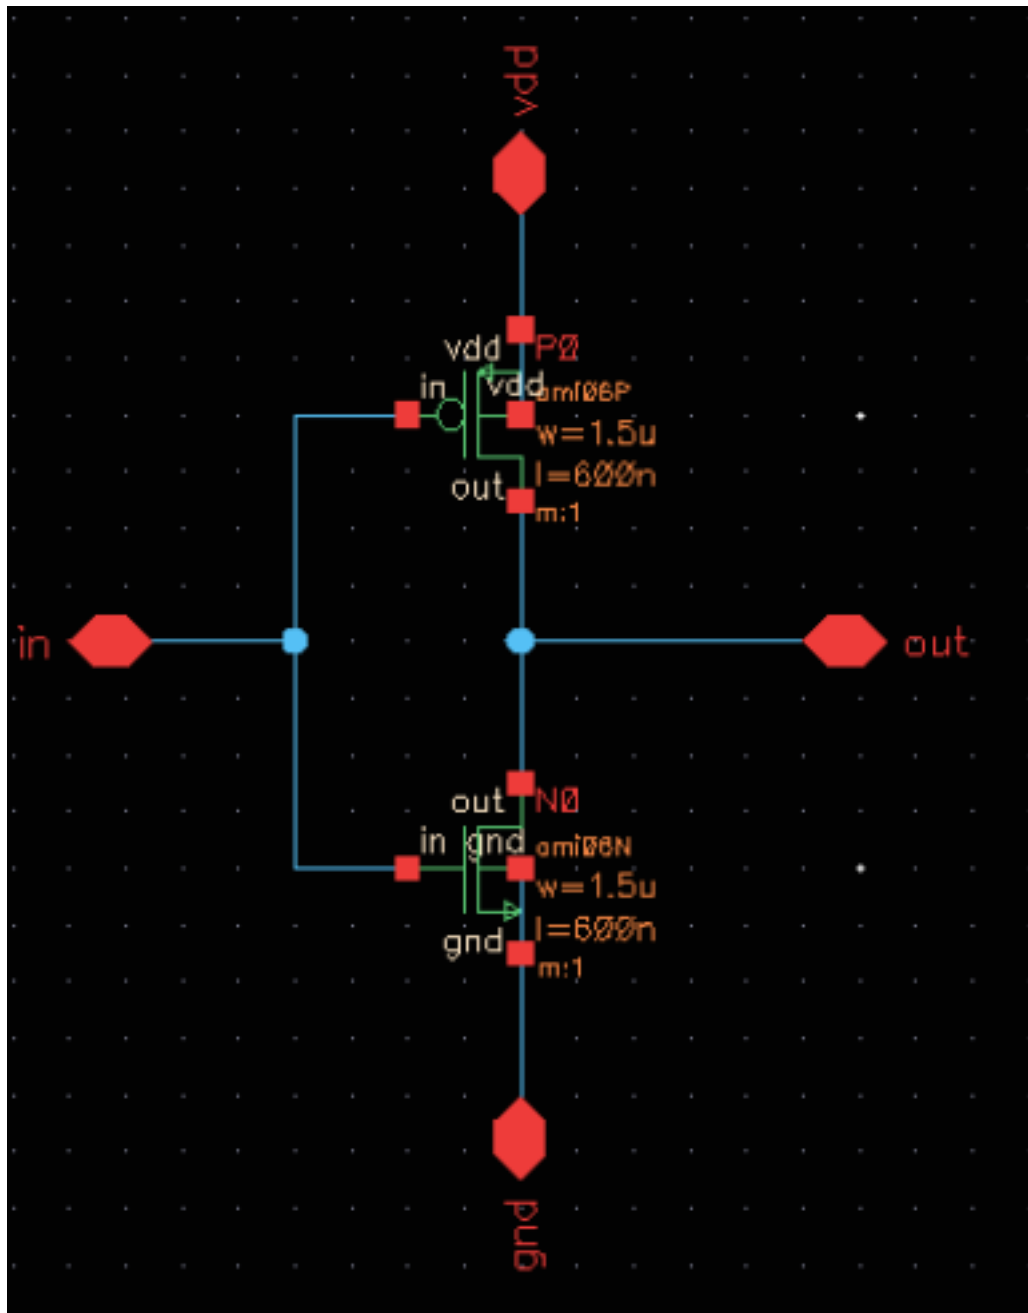 vdd
vdd
P0
in
vdd
ami06P
w=1.5u
l=600n
out
m:1
in
out
out
N0
in
gnd
ami06N
w=1.5u
l=600n
gnd
m:1
gnd